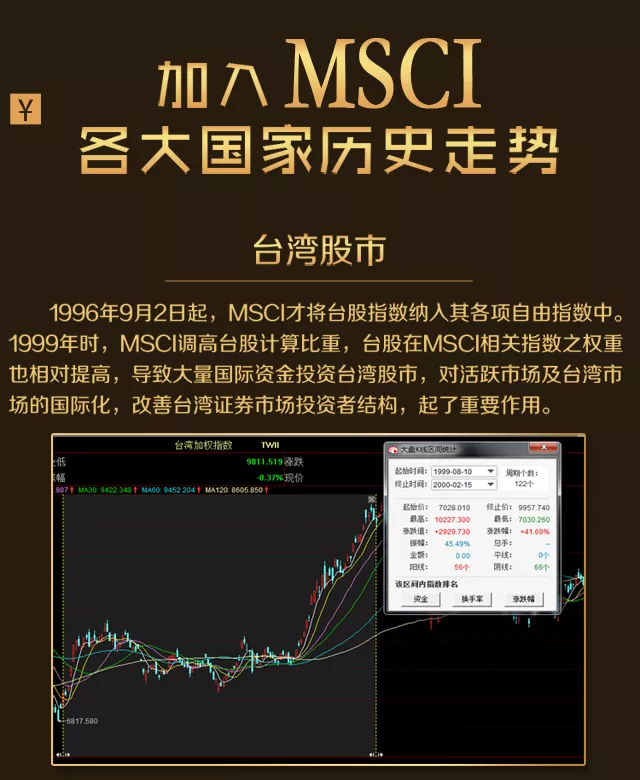 加入 MSCI
¥
各大国家历史走势
台湾股市
1996年9月2日起，MSCI才将台股指数纳入其各项自由指数中。
1999年时，MSCI调高台股计算比重，台股在MSCI相关指数之权重
也相对提高，导致大量国际资金投资台湾股市，对活跃市场及台湾市
场的国际化，改善台湾证券市场投资者结构，起了重要作用。
台湾加权指数 TWII
低 9811.519 涨跌
幅 -0.37% 现价
987↑ MA30: 9422.348↑ MA60: 9452.204↑ MA120: 8605.850↑
大盘K线区间统计
起始时间: 1999-08-10 周期个数:
终止时间: 2000-02-15 122个
起始价: 7028.010 终止价: 9957.740
最高: 10227.300 最低: 7030.260
涨跌值: +2929.730 涨跌幅: +41.69%
振幅: 45.49% 总手: --
金额: 0.00 平线: 0个
阳线: 56个 阴线: 66个
该区间内指数排名
资金 换手率 涨跌幅
6817.580